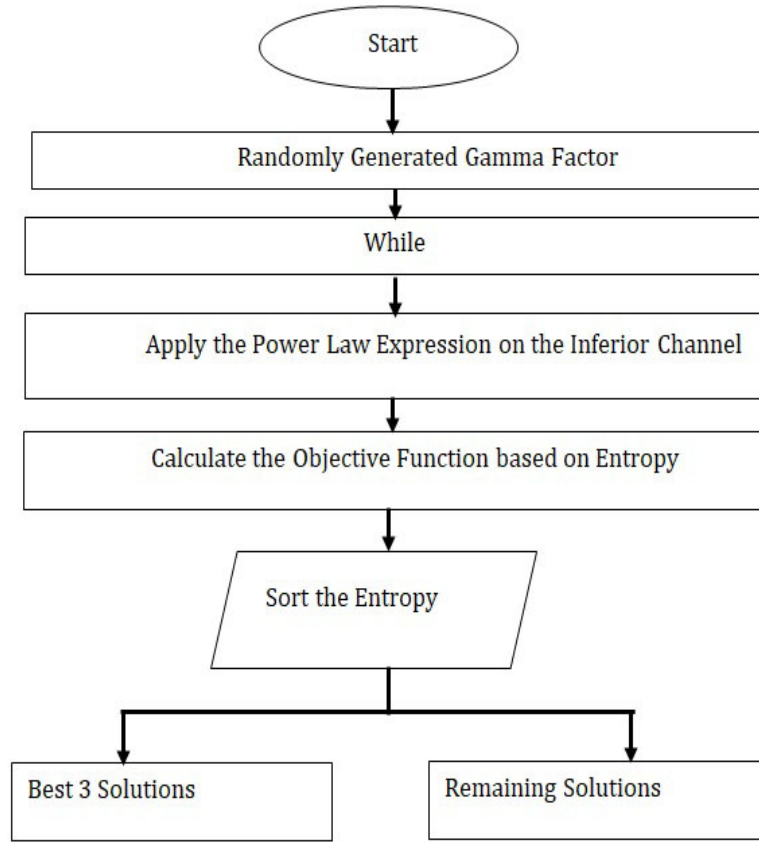 Start
Randomly Generated Gamma Factor
While
Apply the Power Law Expression on the Inferior Channel
Calculate the Objective Function based on Entropy
Sort the Entropy
Best 3 Solutions
Remaining Solutions